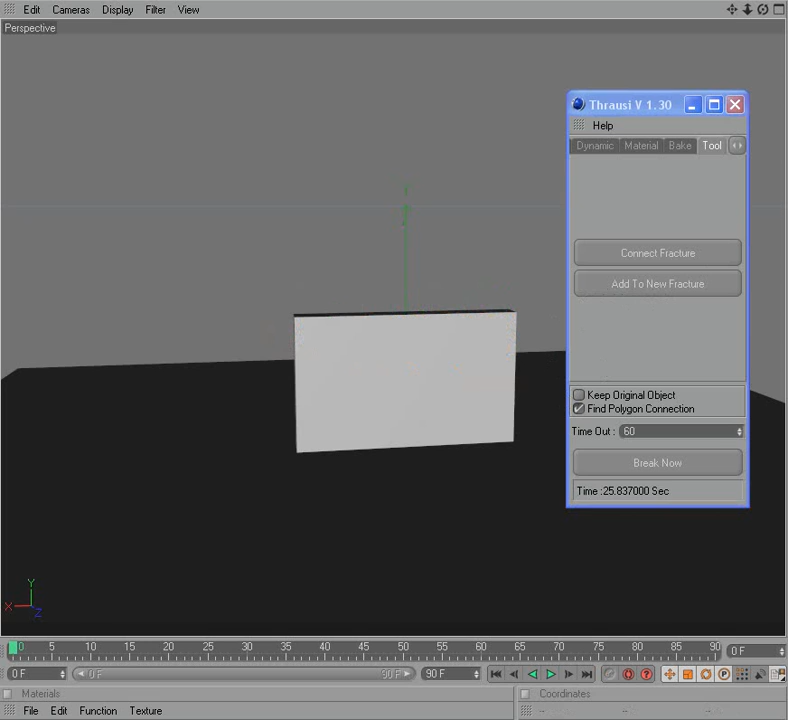 Edit Cameras Display Filter View
Perspective
Thrausi V 1.30
Help
Dynamic Material Bake Tool
Connect Fracture
Add To New Fracture
Keep Original Object
Find Polygon Connection
Time Out : 60
Break Now
Time :25.837000 Sec
Y
X
Z
0 5 10 15 20 25 30 35 40 45 50 55 60 65 70 75 80 85 90 0 F
0 F 0 F 90 F 90 F
Materials Coordinates
File Edit Function Texture -- -- --